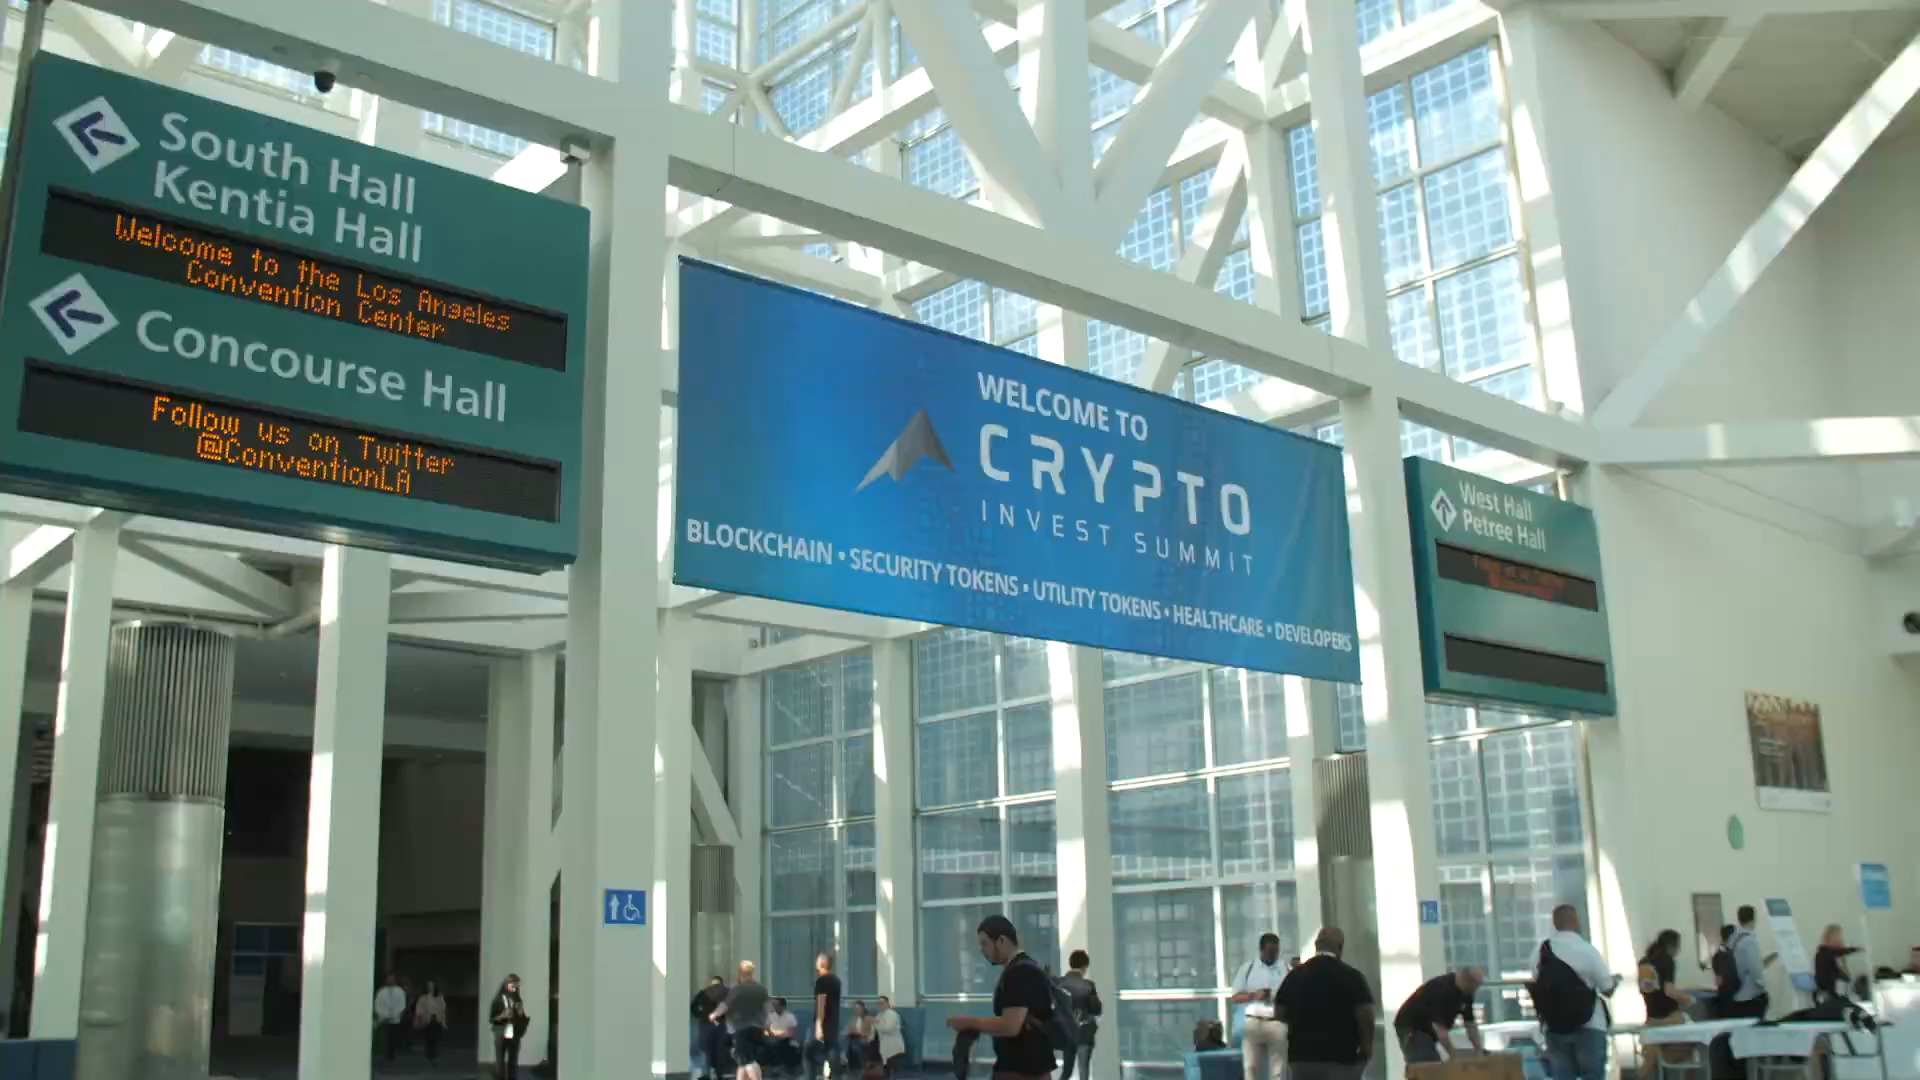 South Hall
Kentia Hall
Welcome to the Los Angeles
Convention Center
Concourse Hall
Follow us on Twitter
@ConventionLA
WELCOME TO
CRYPTO
INVEST SUMMIT
BLOCKCHAIN • SECURITY TOKENS • UTILITY TOKENS • HEALTHCARE • DEVELOPERS
West Hall
Petree Hall